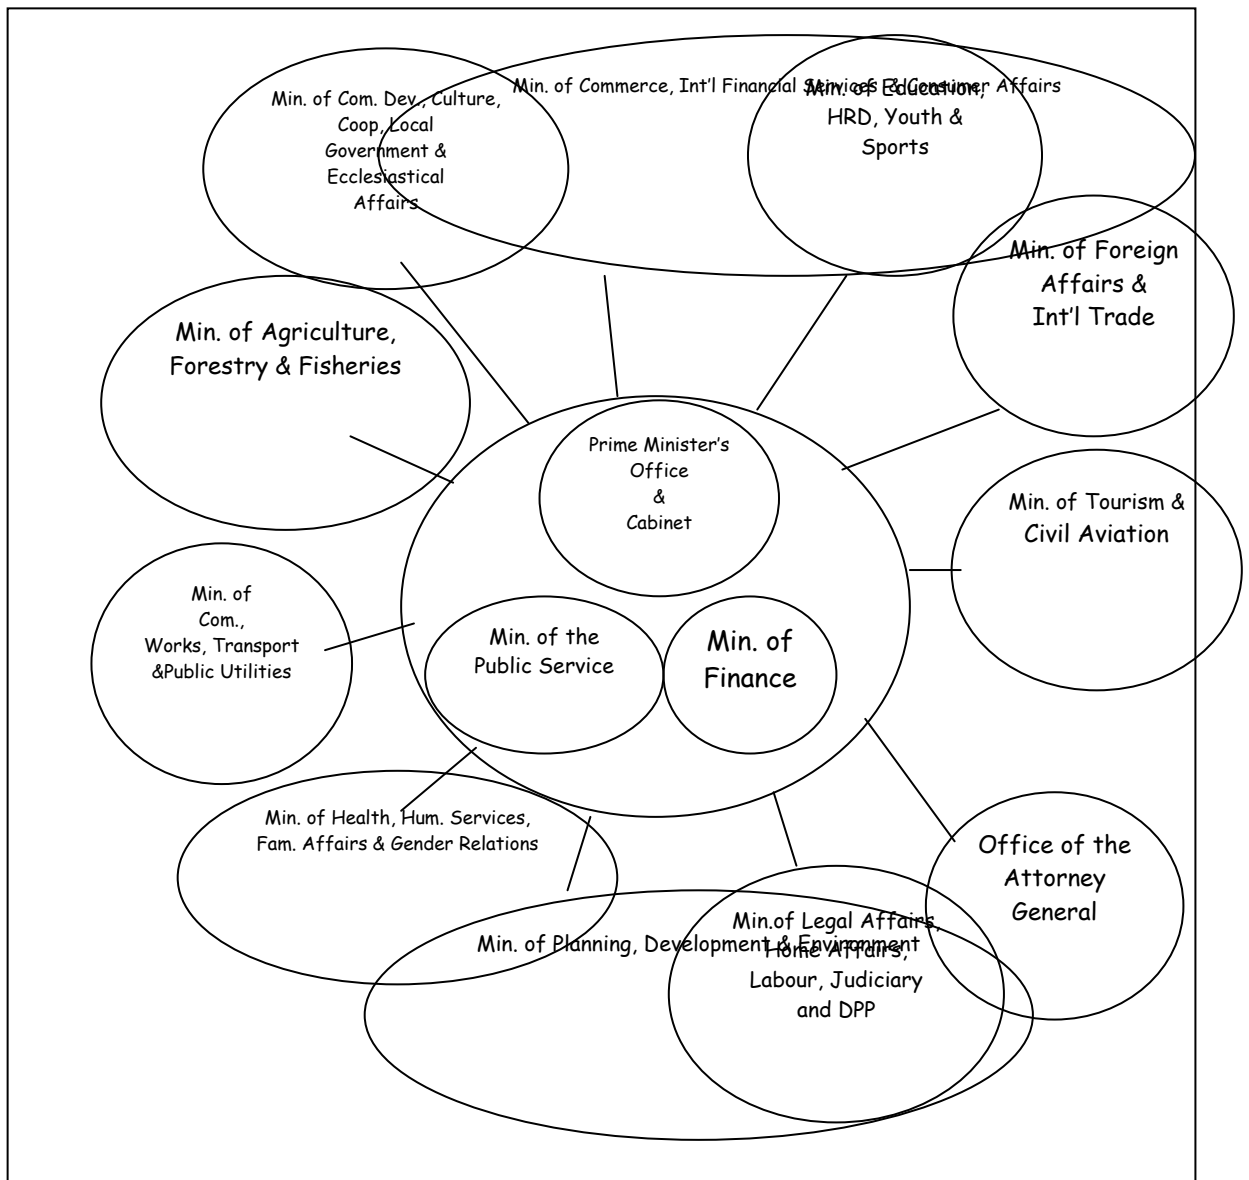 Min. of Commerce, Int'l Financial Services & Consumer Affairs
Min. of Com. Dev., Culture,
Coop, Local
Government &
Ecclesiastical
Affairs
Min. of Education,
HRD, Youth &
Sports
Min. of Foreign
Affairs &
Int'l Trade
Min. of Agriculture,
Forestry & Fisheries
Prime Minister's
Office
&
Cabinet
Min. of Tourism &
Civil Aviation
Min. of
Com.,
Works, Transport
&Public Utilities
Min. of the
Public Service
Min. of
Finance
Min. of Health, Hum. Services,
Fam. Affairs & Gender Relations
Office of the
Attorney
General
Min. of Planning, Development & Environment
Min.of Legal Affairs,
Home Affairs,
Labour, Judiciary
and DPP